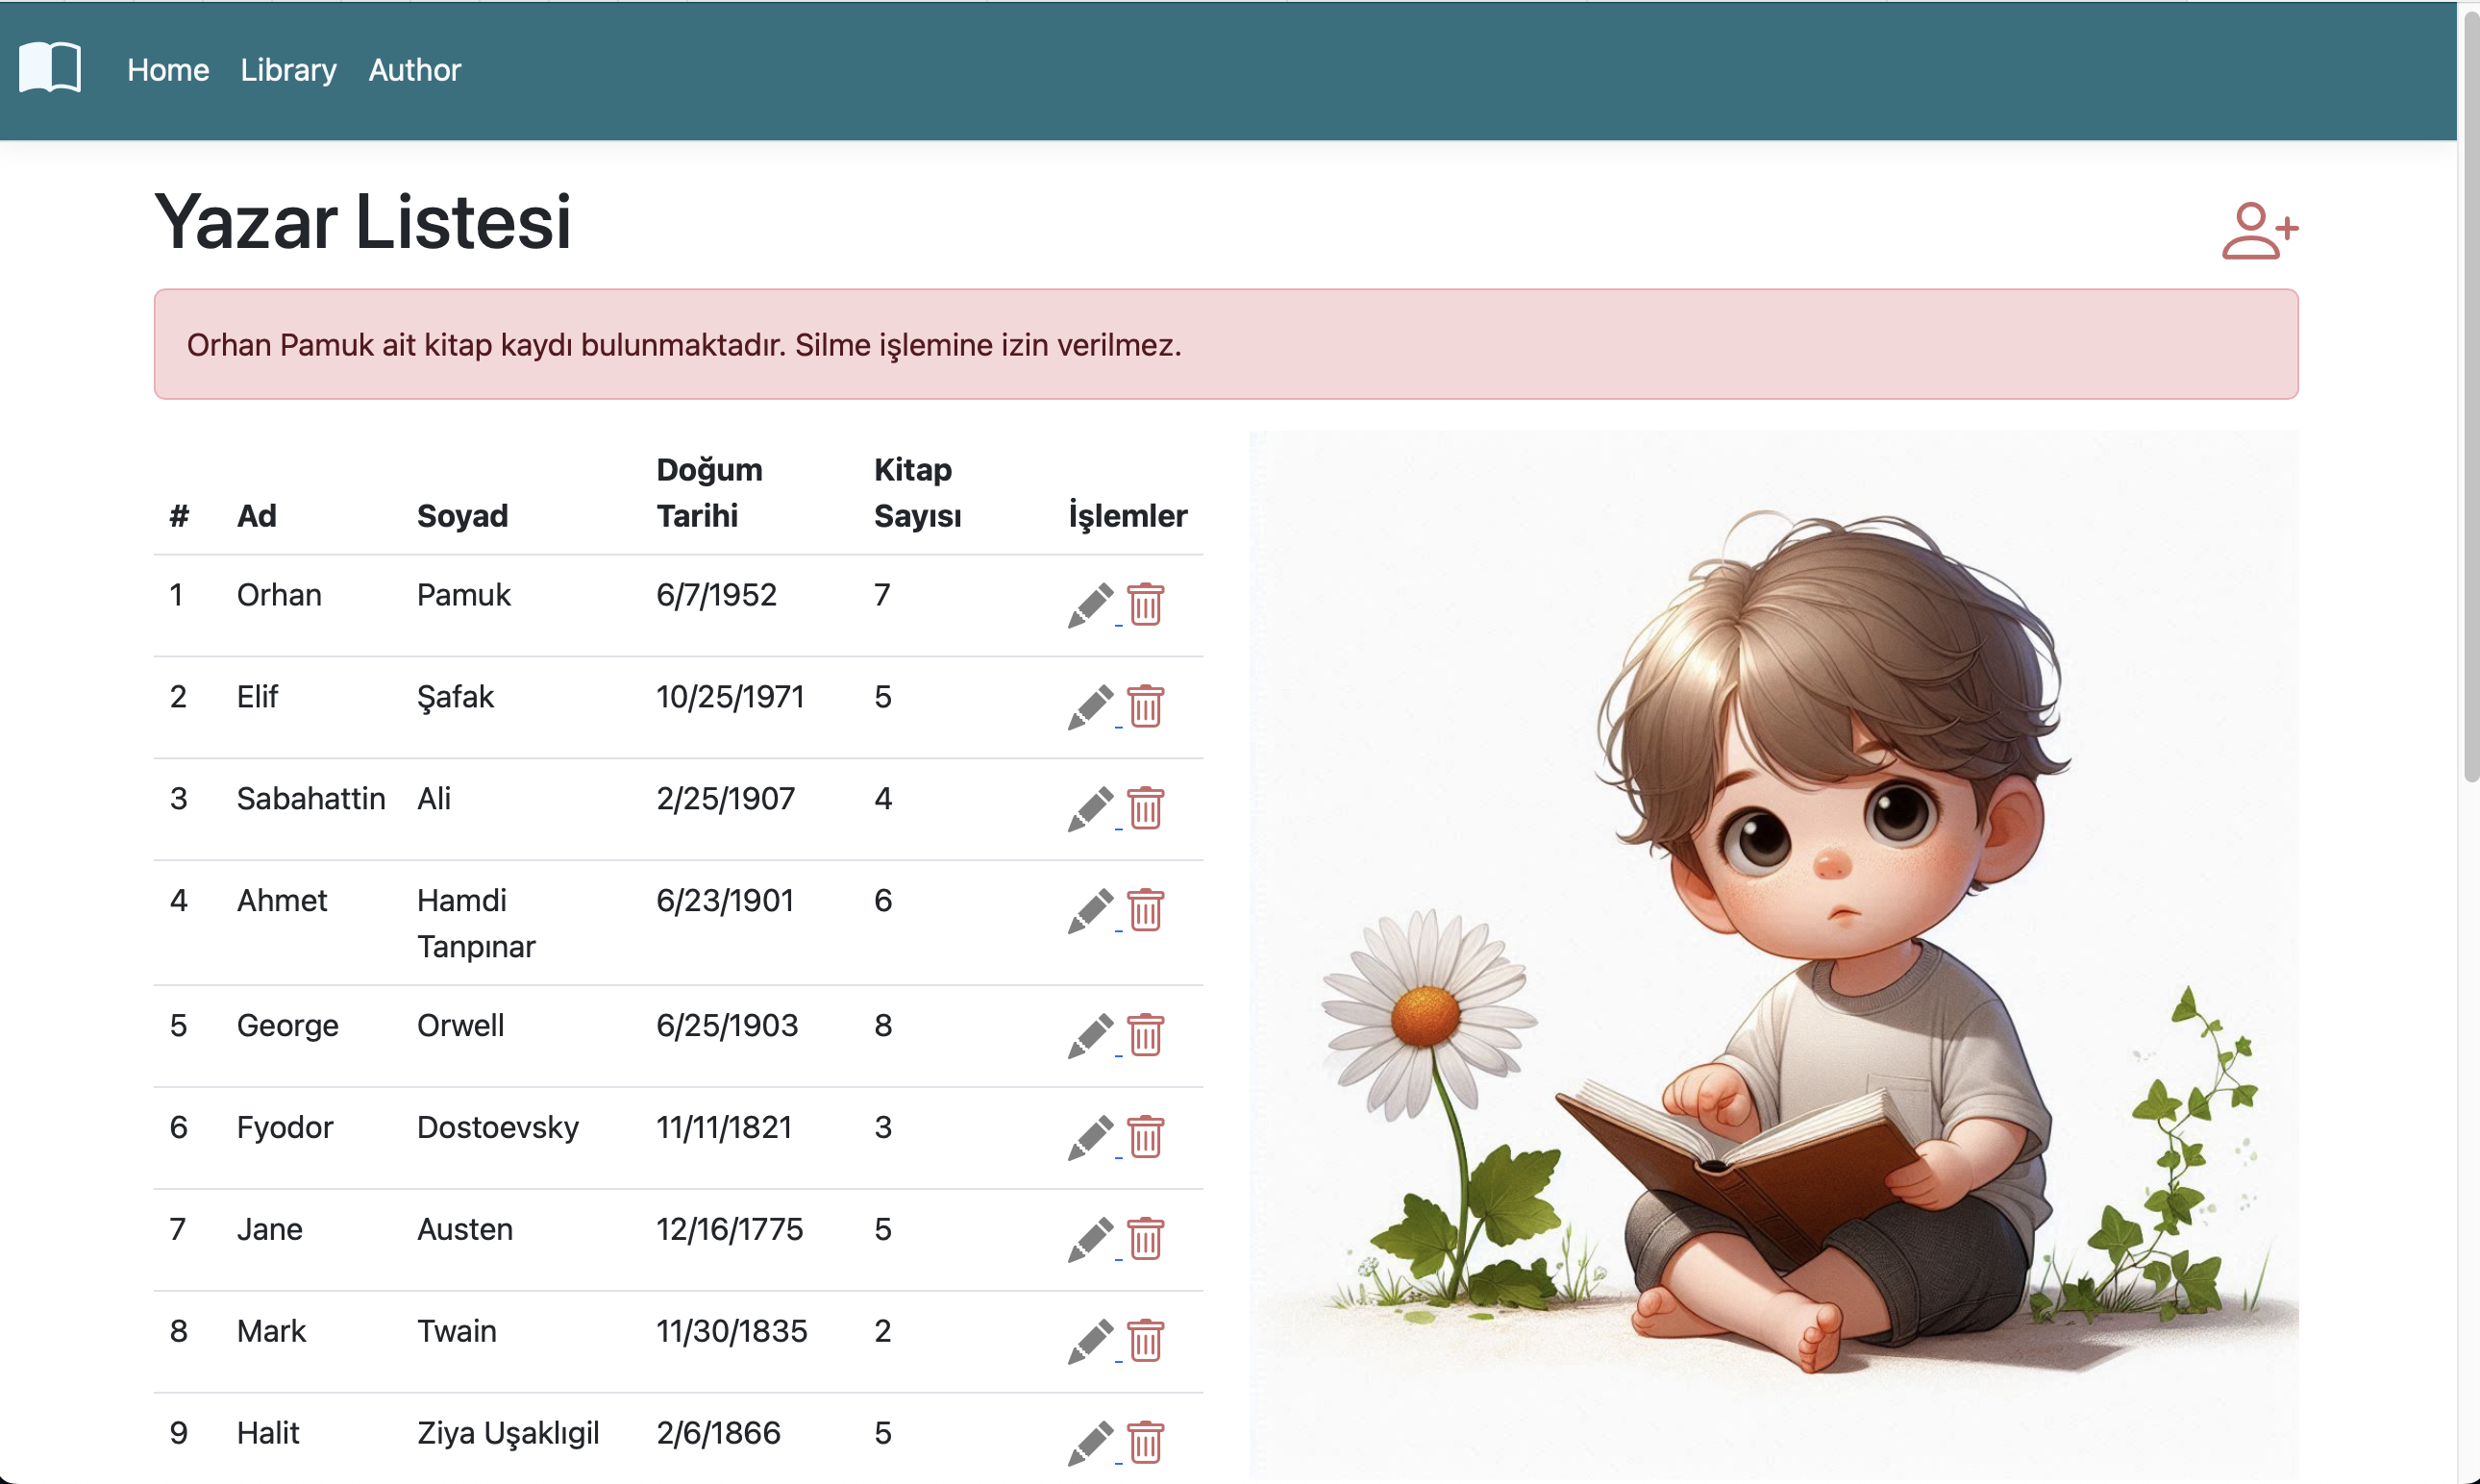 Home Library Author
Yazar Listesi
Orhan Pamuk ait kitap kaydı bulunmaktadır. Silme işlemine izin verilmez.
# Ad Soyad Doğum Tarihi Kitap Sayısı İşlemler
1 Orhan Pamuk 6/7/1952 7
2 Elif Şafak 10/25/1971 5
3 Sabahattin Ali 2/25/1907 4
4 Ahmet Hamdi Tanpınar 6/23/1901 6
5 George Orwell 6/25/1903 8
6 Fyodor Dostoevsky 11/11/1821 3
7 Jane Austen 12/16/1775 5
8 Mark Twain 11/30/1835 2
9 Halit Ziya Uşaklıgil 2/6/1866 5